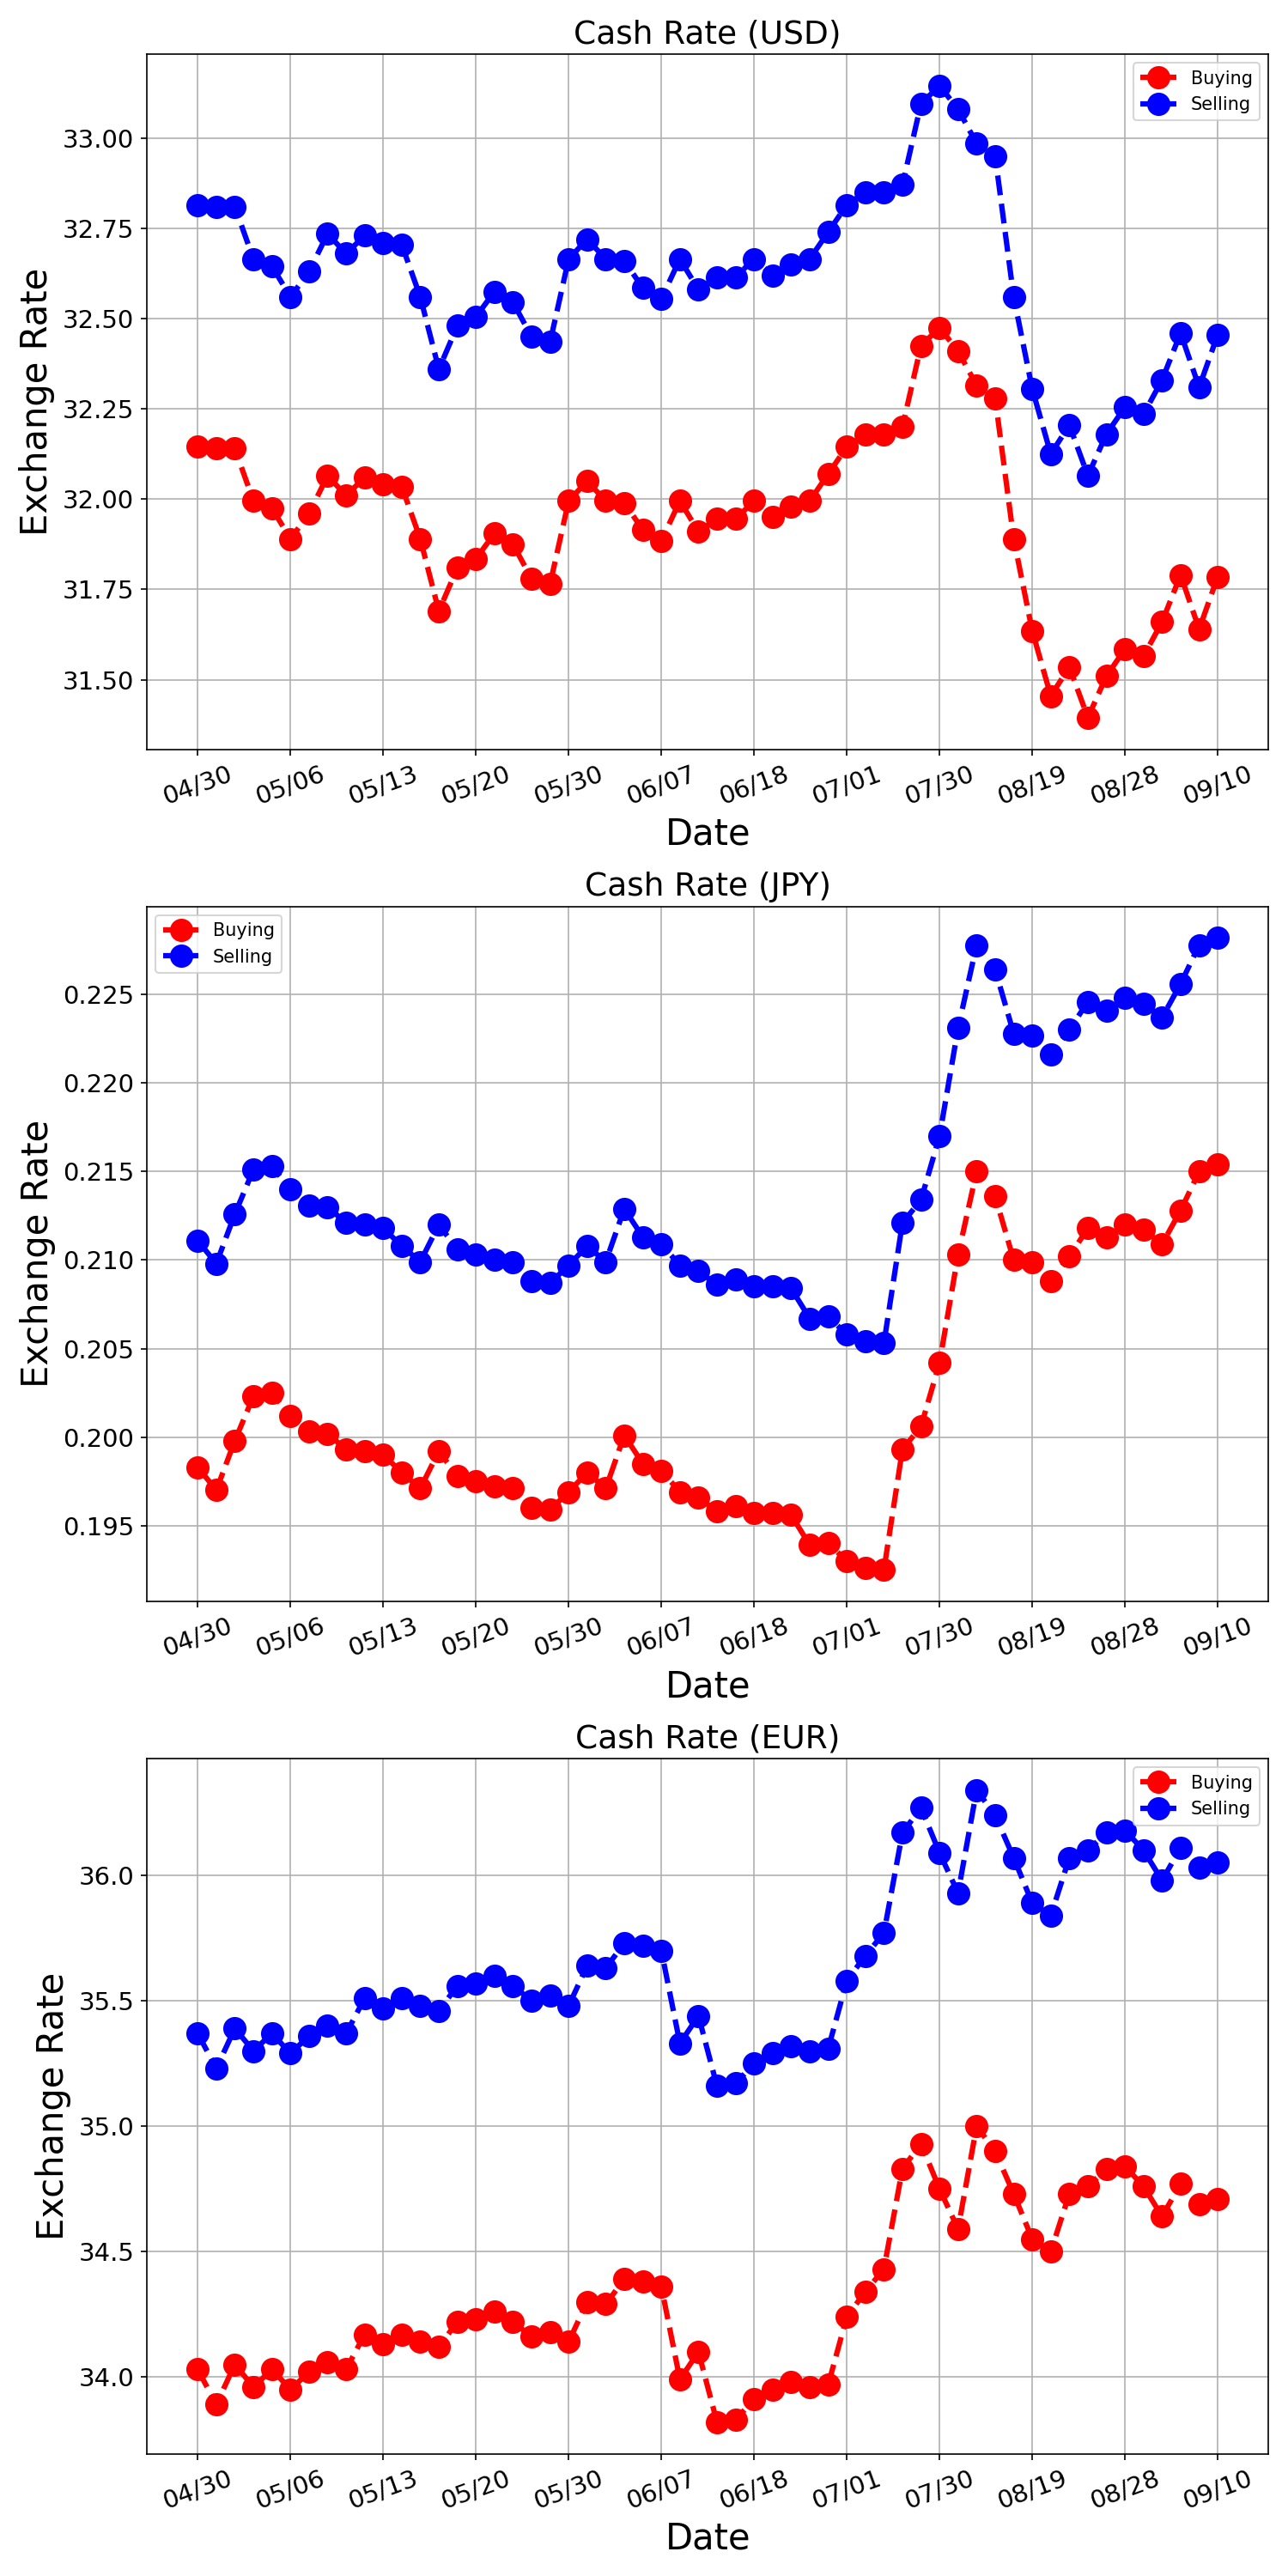 Cash Rate (USD)
Buying
Selling
Exchange Rate
33.00
32.75
32.50
32.25
32.00
31.75
31.50
04/30 05/06 05/13 05/20 05/30 06/07 06/18 07/01 07/30 08/19 08/28 09/10
Date
Cash Rate (JPY)
Buying
Selling
Exchange Rate
0.225
0.220
0.215
0.210
0.205
0.200
0.195
04/30 05/06 05/13 05/20 05/30 06/07 06/18 07/01 07/30 08/19 08/28 09/10
Date
Cash Rate (EUR)
Buying
Selling
Exchange Rate
36.0
35.5
35.0
34.5
34.0
04/30 05/06 05/13 05/20 05/30 06/07 06/18 07/01 07/30 08/19 08/28 09/10
Date